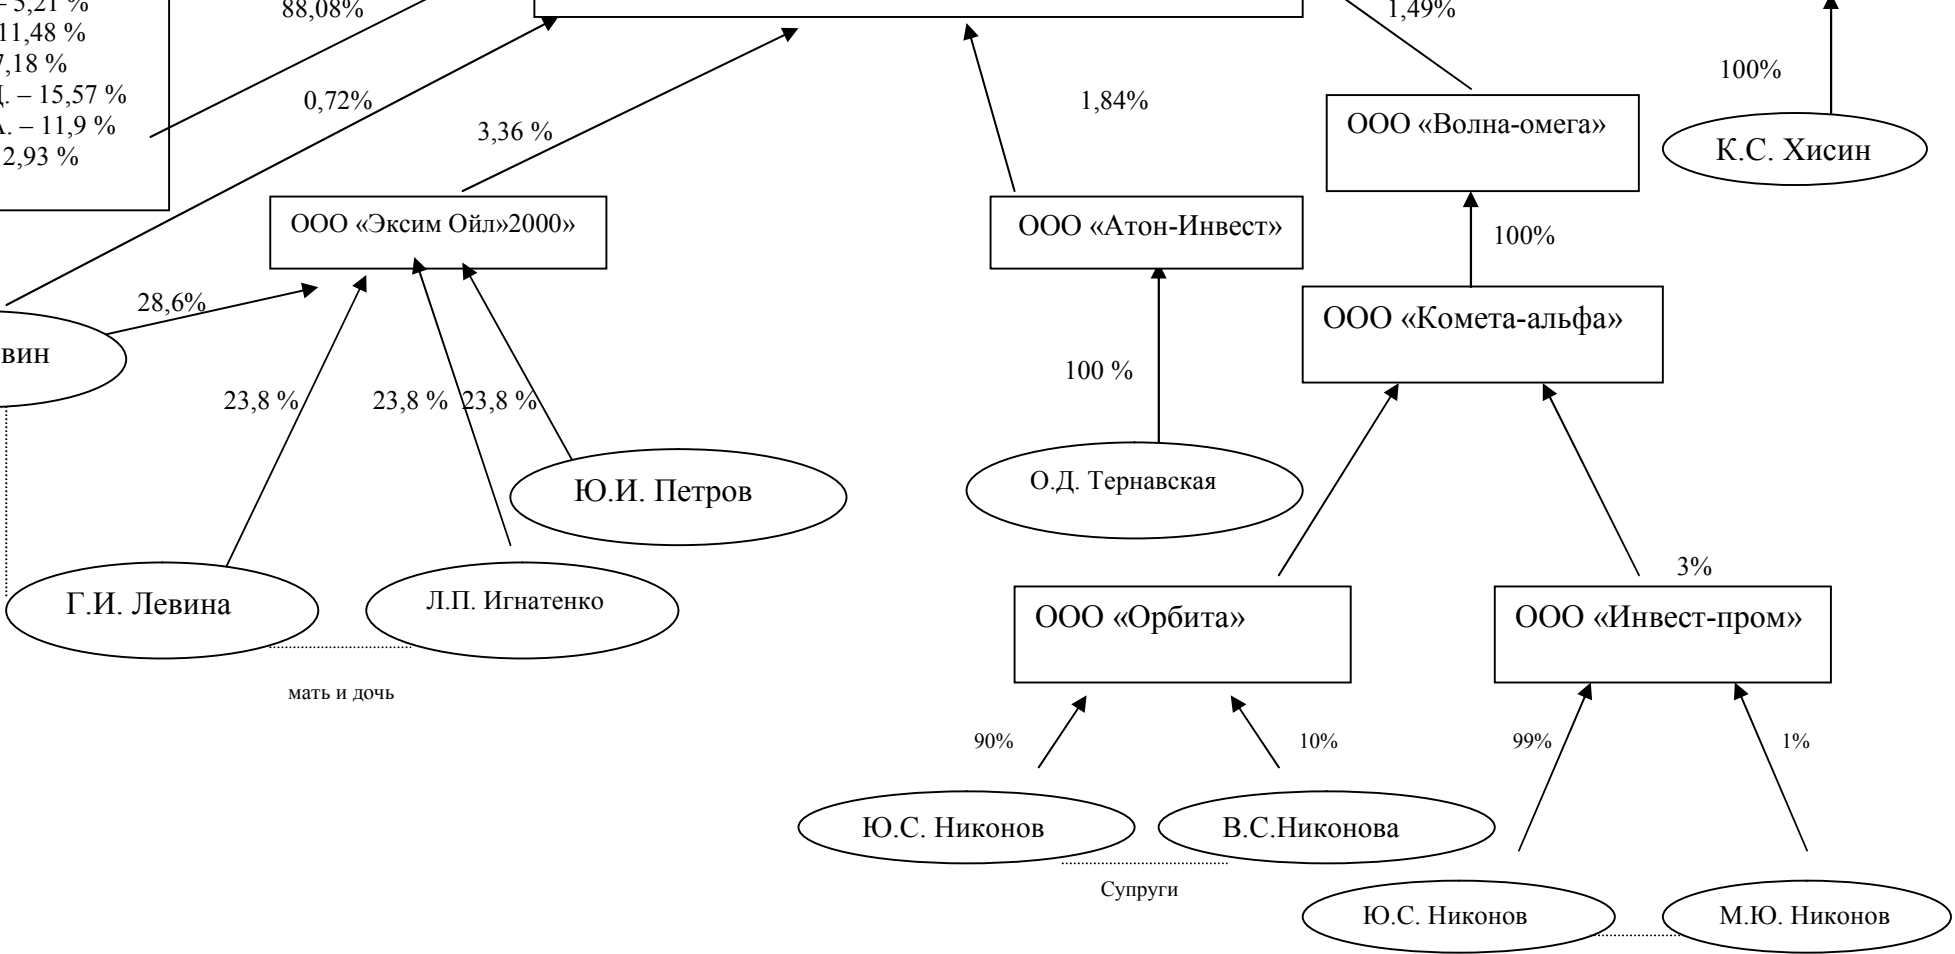 88,08%
1,49%
11,48 %
7,18 %
– 15,57 %
– 11,9 %
2,93 %
0,72%
3,36 %
1,84%
100%
ООО «Волна-омега»
К.С. Хисин
ООО «Эксим Ойл»2000»
ООО «Атон-Инвест»
100%
28,6%
ООО «Комета-альфа»
вин
100 %
23,8 %
23,8 %
23,8 %
Ю.И. Петров
О.Д. Тернавская
3%
Г.И. Левина
Л.П. Игнатенко
ООО «Орбита»
ООО «Инвест-пром»
мать и дочь
90%
10%
99%
1%
Ю.С. Никонов
В.С.Никонова
Супруги
Ю.С. Никонов
М.Ю. Никонов